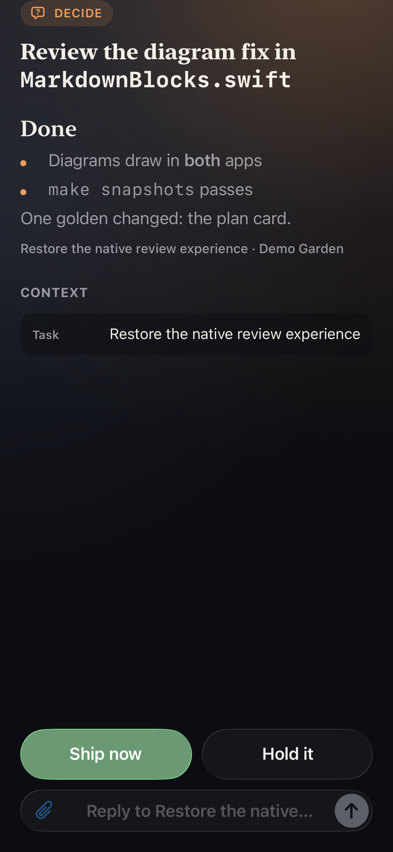 DECIDE
Review the diagram fix in
MarkdownBlocks.swift
Done
Diagrams draw in both apps
make snapshots passes
One golden changed: the plan card.
Restore the native review experience · Demo Garden
CONTEXT
Task Restore the native review experience
Ship now Hold it
Reply to Restore the native...